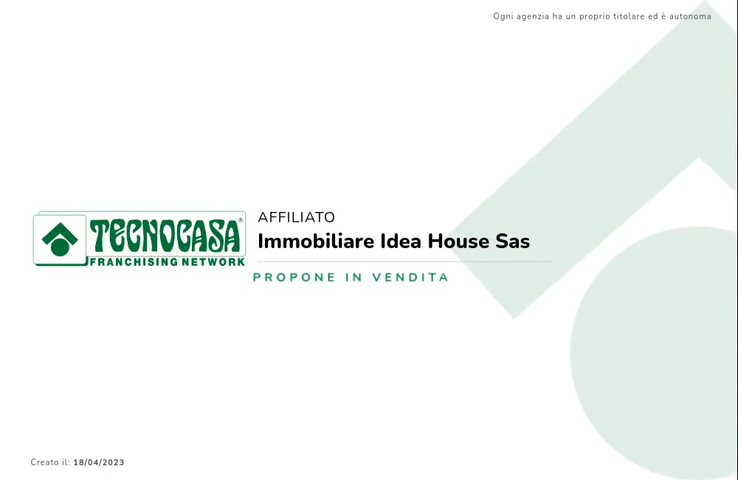 Ogni agenzia ha un proprio titolare ed è autonoma
TECNOCASA®
FRANCHISING NETWORK
AFFILIATO
Immobiliare Idea House Sas
PROPONE IN VENDITA
Creato il: 18/04/2023